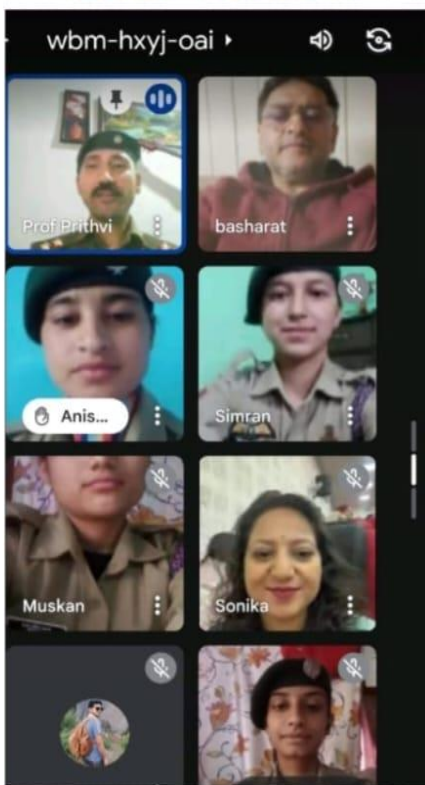 wbm-hxyj-oai
Prof Prithvi
basharat
Anis...
Simran
Muskan
Sonika